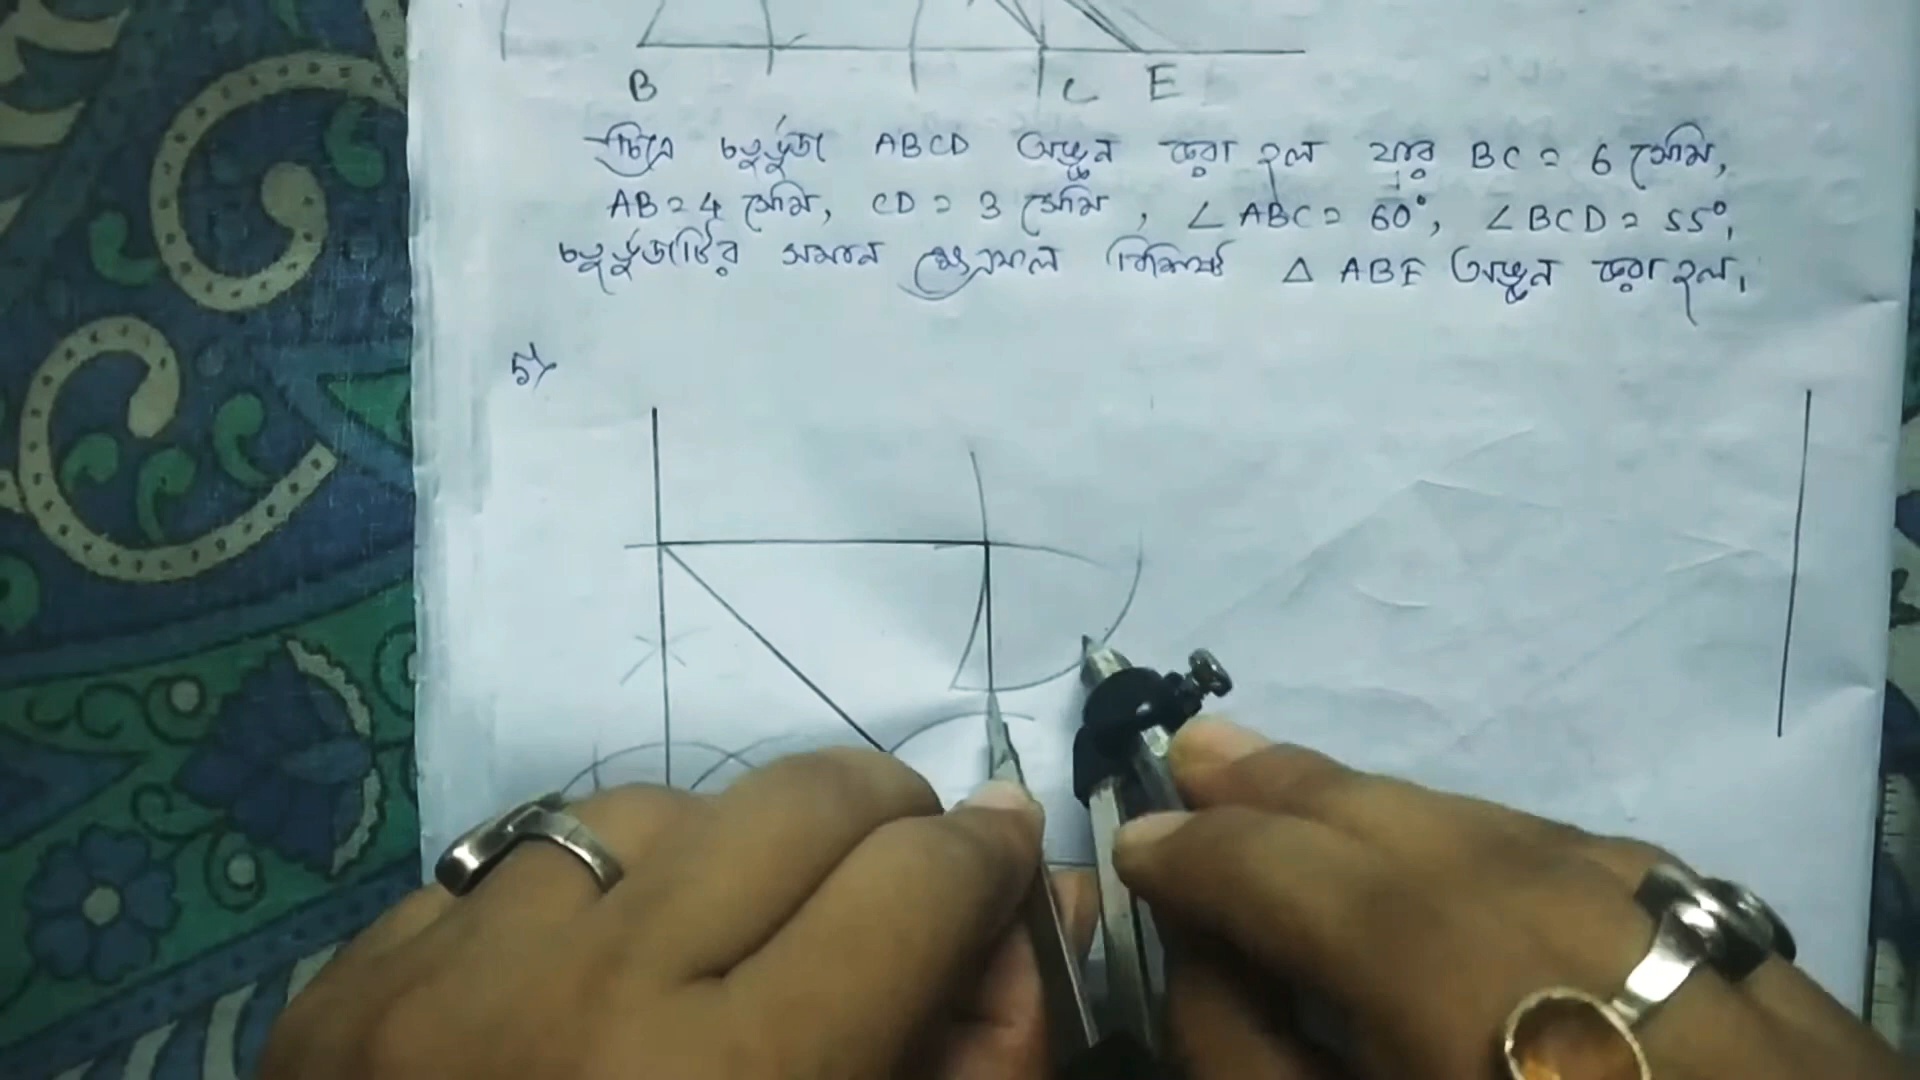 B C E
চিত্রে চতুর্ভুজ ABCD অঙ্কন করা হল যার BC = 6 সেমি,
AB = 4 সেমি, CD = 3 সেমি, ∠ABC = 60°, ∠BCD = 55°,
চতুর্ভুজটির সমান ক্ষেত্রফল বিশিষ্ট △ ABE অঙ্কন করা হল।
5)